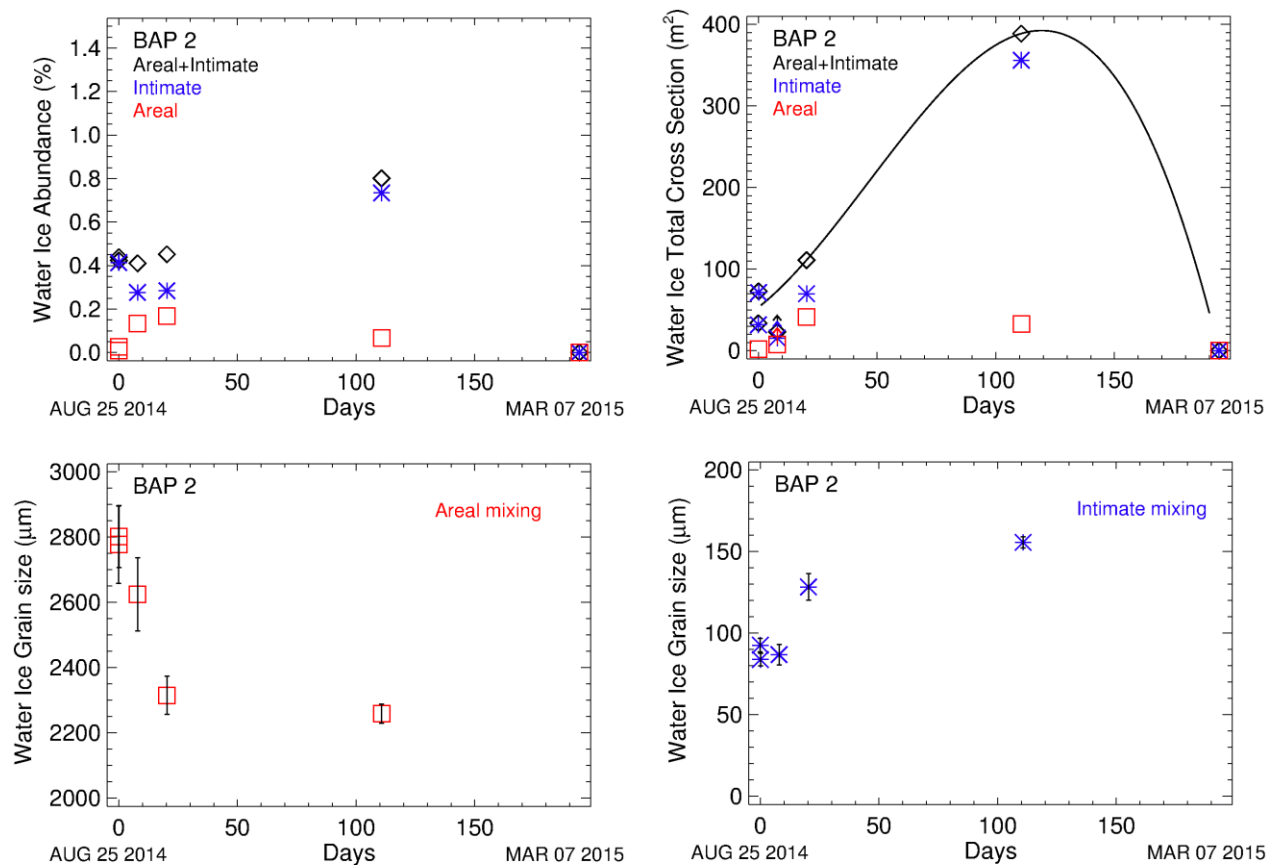 BAP 2
Areal+Intimate
Intimate
Areal
Water Ice Abundance (%)
1.4
1.2
1.0
0.8
0.6
0.4
0.2
0.0
0 50 100 150
AUG 25 2014 Days MAR 07 2015
BAP 2
Areal+Intimate
Intimate
Areal
Water Ice Total Cross Section (m²)
400
300
200
100
0
0 50 100 150
AUG 25 2014 Days MAR 07 2015
BAP 2
Areal mixing
Water Ice Grain size (μm)
3000
2800
2600
2400
2200
2000
0 50 100 150
AUG 25 2014 Days MAR 07 2015
BAP 2
Intimate mixing
Water Ice Grain size (μm)
200
150
100
50
0
0 50 100 150
AUG 25 2014 Days MAR 07 2015